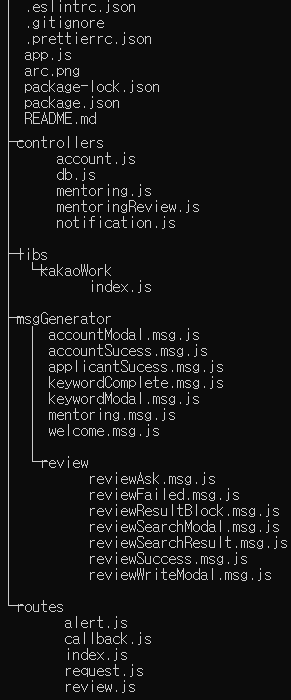 .eslintrc.json
.gitignore
.prettierrc.json
app.js
arc.png
package-lock.json
package.json
README.md
controllers
account.js
db.js
mentoring.js
mentoringReview.js
notification.js
libs
kakaoWork
index.js
msgGenerator
accountModal.msg.js
accountSucess.msg.js
applicantSucess.msg.js
keywordComplete.msg.js
keywordModal.msg.js
mentoring.msg.js
welcome.msg.js
review
reviewAsk.msg.js
reviewFailed.msg.js
reviewResultBlock.msg.js
reviewSearchModal.msg.js
reviewSearchResult.msg.js
reviewSuccess.msg.js
reviewWriteModal.msg.js
routes
alert.js
callback.js
index.js
request.js
review.js